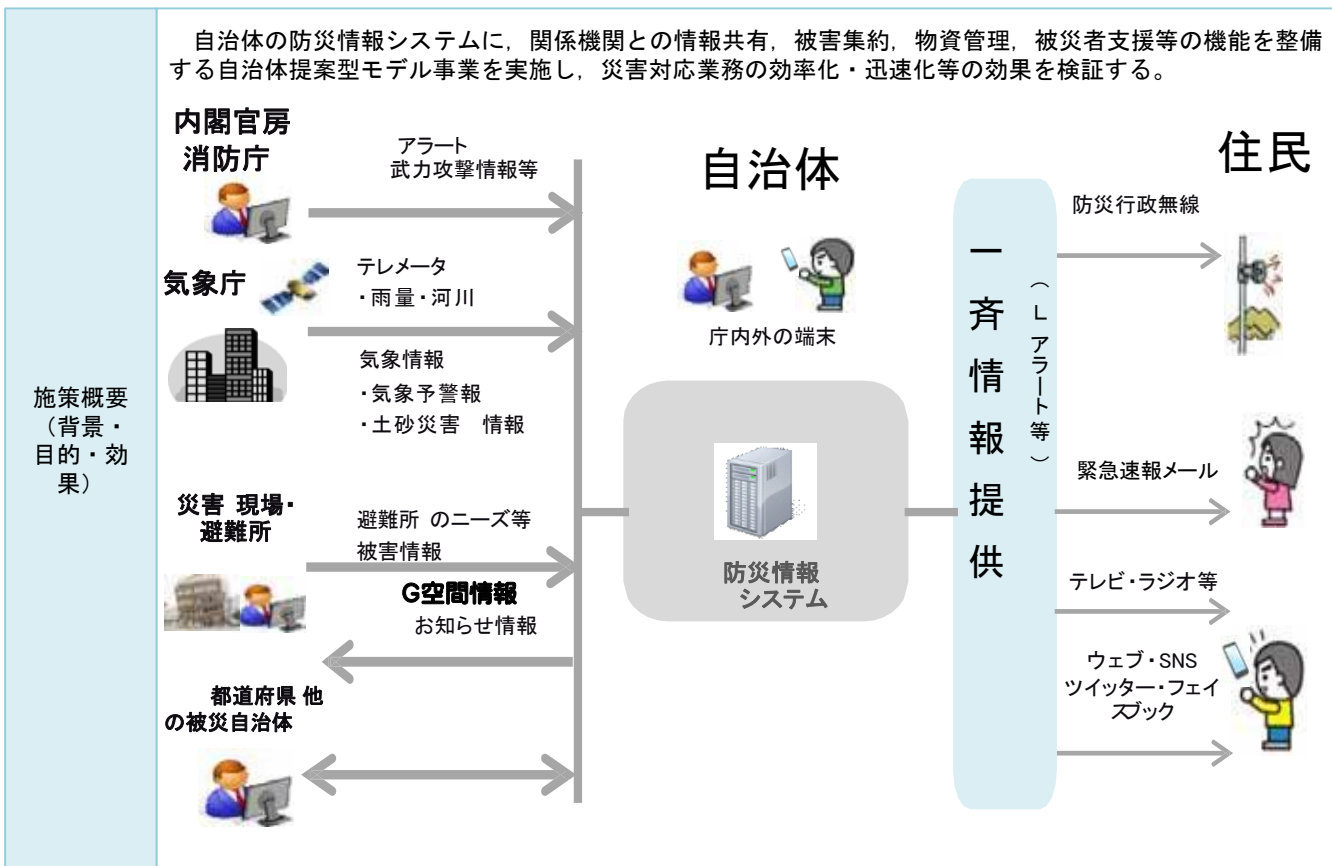 自治体の防災情報システムに，関係機関との情報共有，被害集約，物資管理，被災者支援等の機能を整備
する自治体提案型モデル事業を実施し，災害対応業務の効率化・迅速化等の効果を検証する。
施策概要
（背景・
目的・効
果）
内閣官房
消防庁
アラート
武力攻撃情報等
気象庁
テレメータ
・雨量・河川
気象情報
・気象予警報
・土砂災害　情報
災害 現場・
避難所
避難所 のニーズ等
被害情報
G空間情報
お知らせ情報
都道府県 他
の被災自治体
自治体
庁内外の端末
防災情報
システム
一斉情報提供
（Lアラート等）
住民
防災行政無線
緊急速報メール
テレビ・ラジオ等
ウェブ・SNS
ツイッター・フェイ
スブック